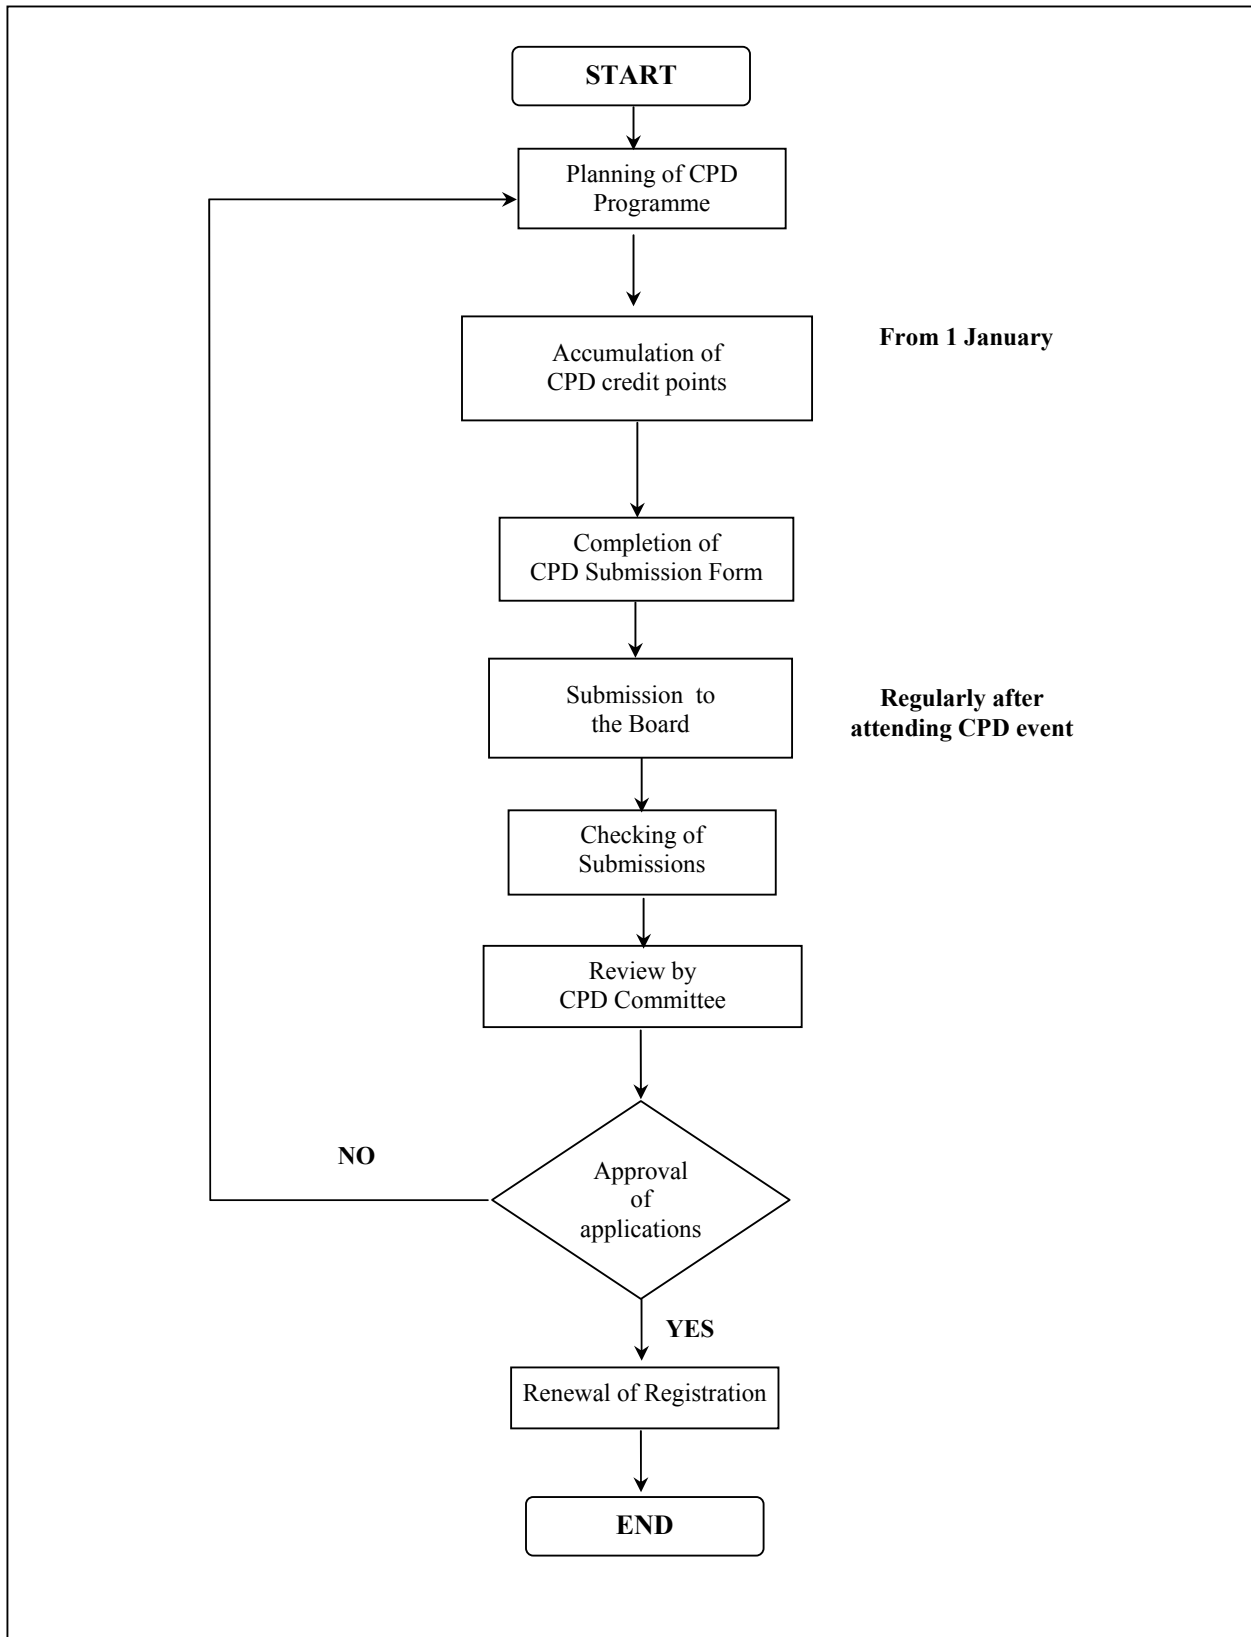 START
Planning of CPD
Programme
From 1 January
Accumulation of
CPD credit points
Completion of
CPD Submission Form
Submission to
the Board
Regularly after
attending CPD event
Checking of
Submissions
Review by
CPD Committee
NO
Approval
of
applications
YES
Renewal of Registration
END